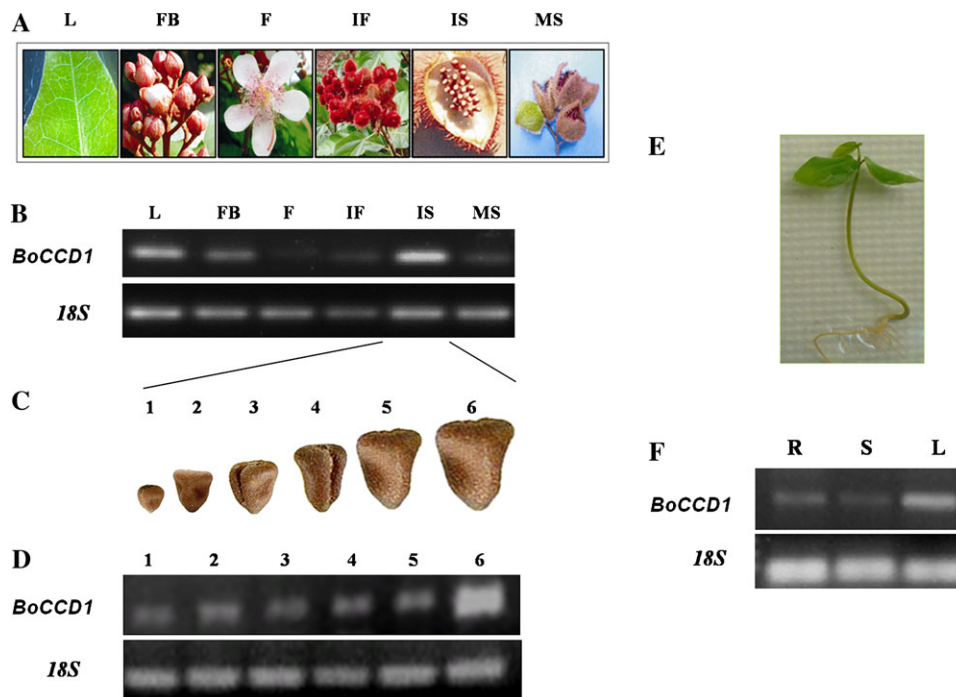 A
L FB F IF IS MS
B
L FB F IF IS MS
BoCCD1
18S
C
1 2 3 4 5 6
D
1 2 3 4 5 6
BoCCD1
18S
E
F
R S L
BoCCD1
18S